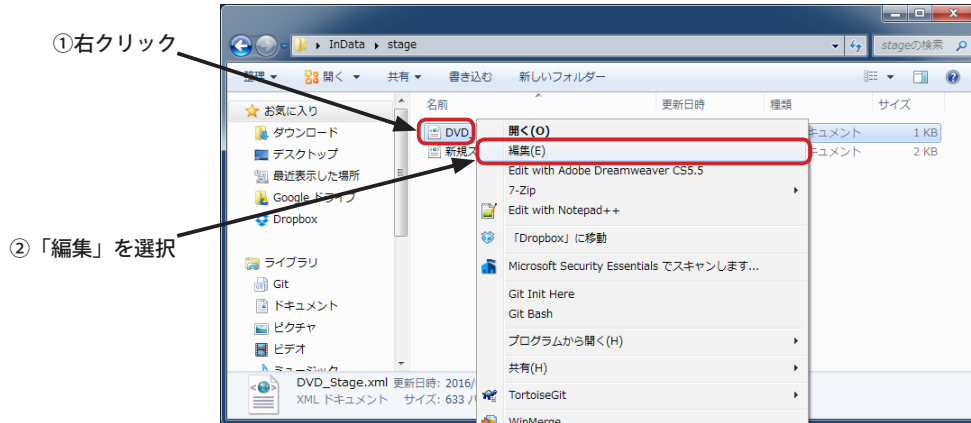 ①右クリック
②「編集」を選択
InData stage
stageの検索
整理 開く 共有 書き込む 新しいフォルダー
お気に入り
ダウンロード
デスクトップ
最近表示した場所
Google ドライブ
Dropbox
ライブラリ
Git
ドキュメント
ピクチャ
ビデオ
ミュージック
名前 更新日時 種類 サイズ
DVD_ キュメント 1 KB
新規ス キュメント 2 KB
開く(O)
編集(E)
Edit with Adobe Dreamweaver CS5.5
7-Zip
Edit with Notepad++
「Dropbox」に移動
Microsoft Security Essentials でスキャンします...
Git Init Here
Git Bash
プログラムから開く(H)
共有(H)
TortoiseGit
WinMerge
DVD_Stage.xml 更新日時: 2016/
XML ドキュメント サイズ: 633 バ